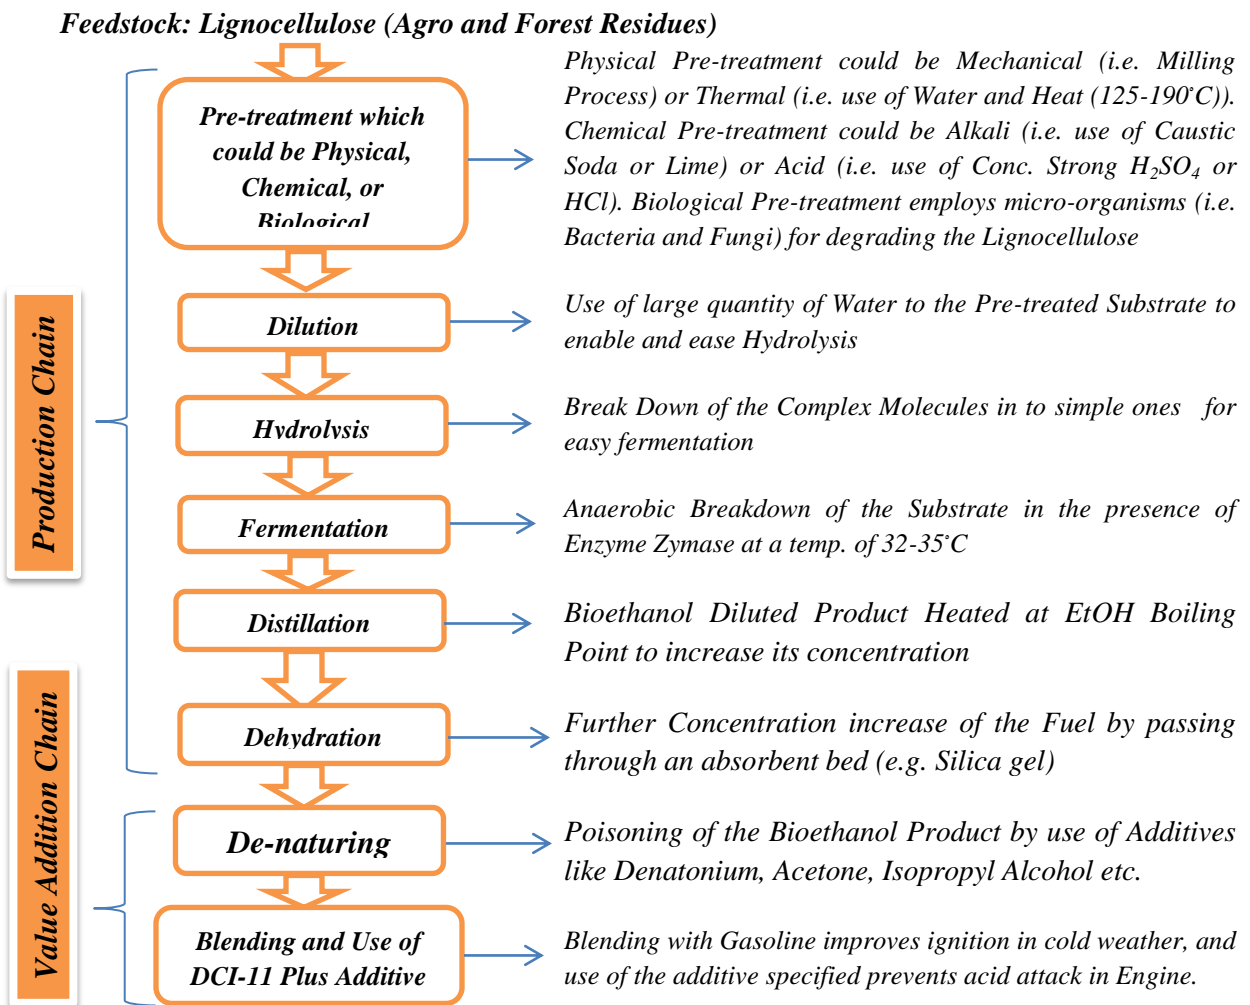 Feedstock: Lignocellulose (Agro and Forest Residues)
Pre-treatment which
could be Physical,
Chemical, or
Biological
Physical Pre-treatment could be Mechanical (i.e. Milling
Process) or Thermal (i.e. use of Water and Heat (125-190˚C)).
Chemical Pre-treatment could be Alkali (i.e. use of Caustic
Soda or Lime) or Acid (i.e. use of Conc. Strong H₂SO₄ or
HCl). Biological Pre-treatment employs micro-organisms (i.e.
Bacteria and Fungi) for degrading the Lignocellulose
Production Chain
Dilution
Use of large quantity of Water to the Pre-treated Substrate to
enable and ease Hydrolysis
Hydrolysis
Break Down of the Complex Molecules in to simple ones for
easy fermentation
Fermentation
Anaerobic Breakdown of the Substrate in the presence of
Enzyme Zymase at a temp. of 32-35˚C
Distillation
Bioethanol Diluted Product Heated at EtOH Boiling
Point to increase its concentration
Dehydration
Further Concentration increase of the Fuel by passing
through an absorbent bed (e.g. Silica gel)
Value Addition Chain
De-naturing
Poisoning of the Bioethanol Product by use of Additives
like Denatonium, Acetone, Isopropyl Alcohol etc.
Blending and Use of
DCI-11 Plus Additive
Blending with Gasoline improves ignition in cold weather, and
use of the additive specified prevents acid attack in Engine.